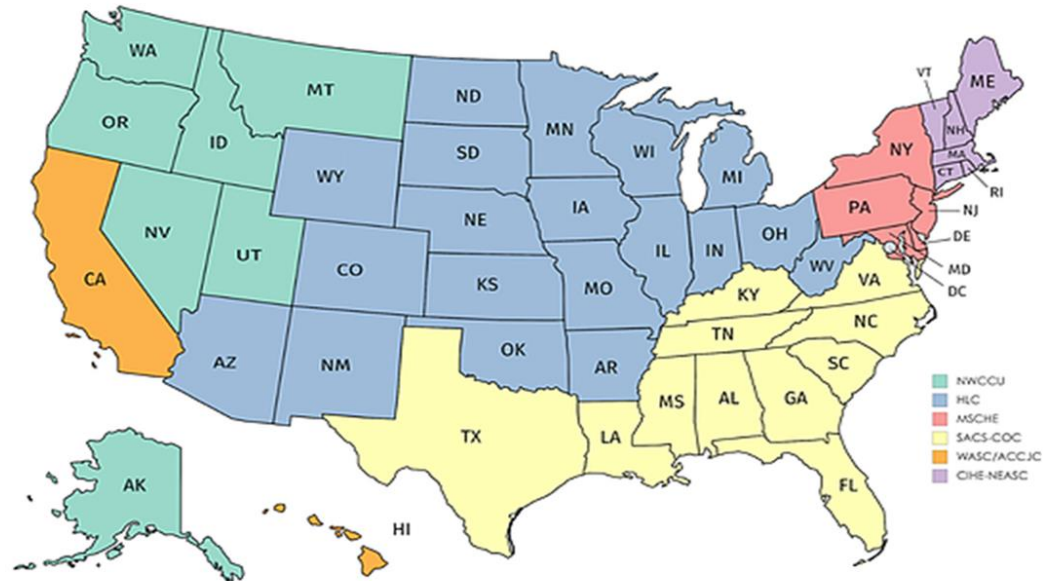 WA
MT
ND
MN
VT
ME
OR
ID
SD
WI
MI
NY
NH
MA
CT
RI
WY
NE
IA
PA
NJ
NV
UT
CO
IL
IN
OH
DE
WV
MD
DC
CA
KS
MO
KY
VA
AZ
NM
OK
AR
TN
NC
SC
TX
LA
MS
AL
GA
FL
AK
HI
NWCCU
HLC
MSCHE
SACS-COC
WASC/ACCJC
CIHE-NEASC